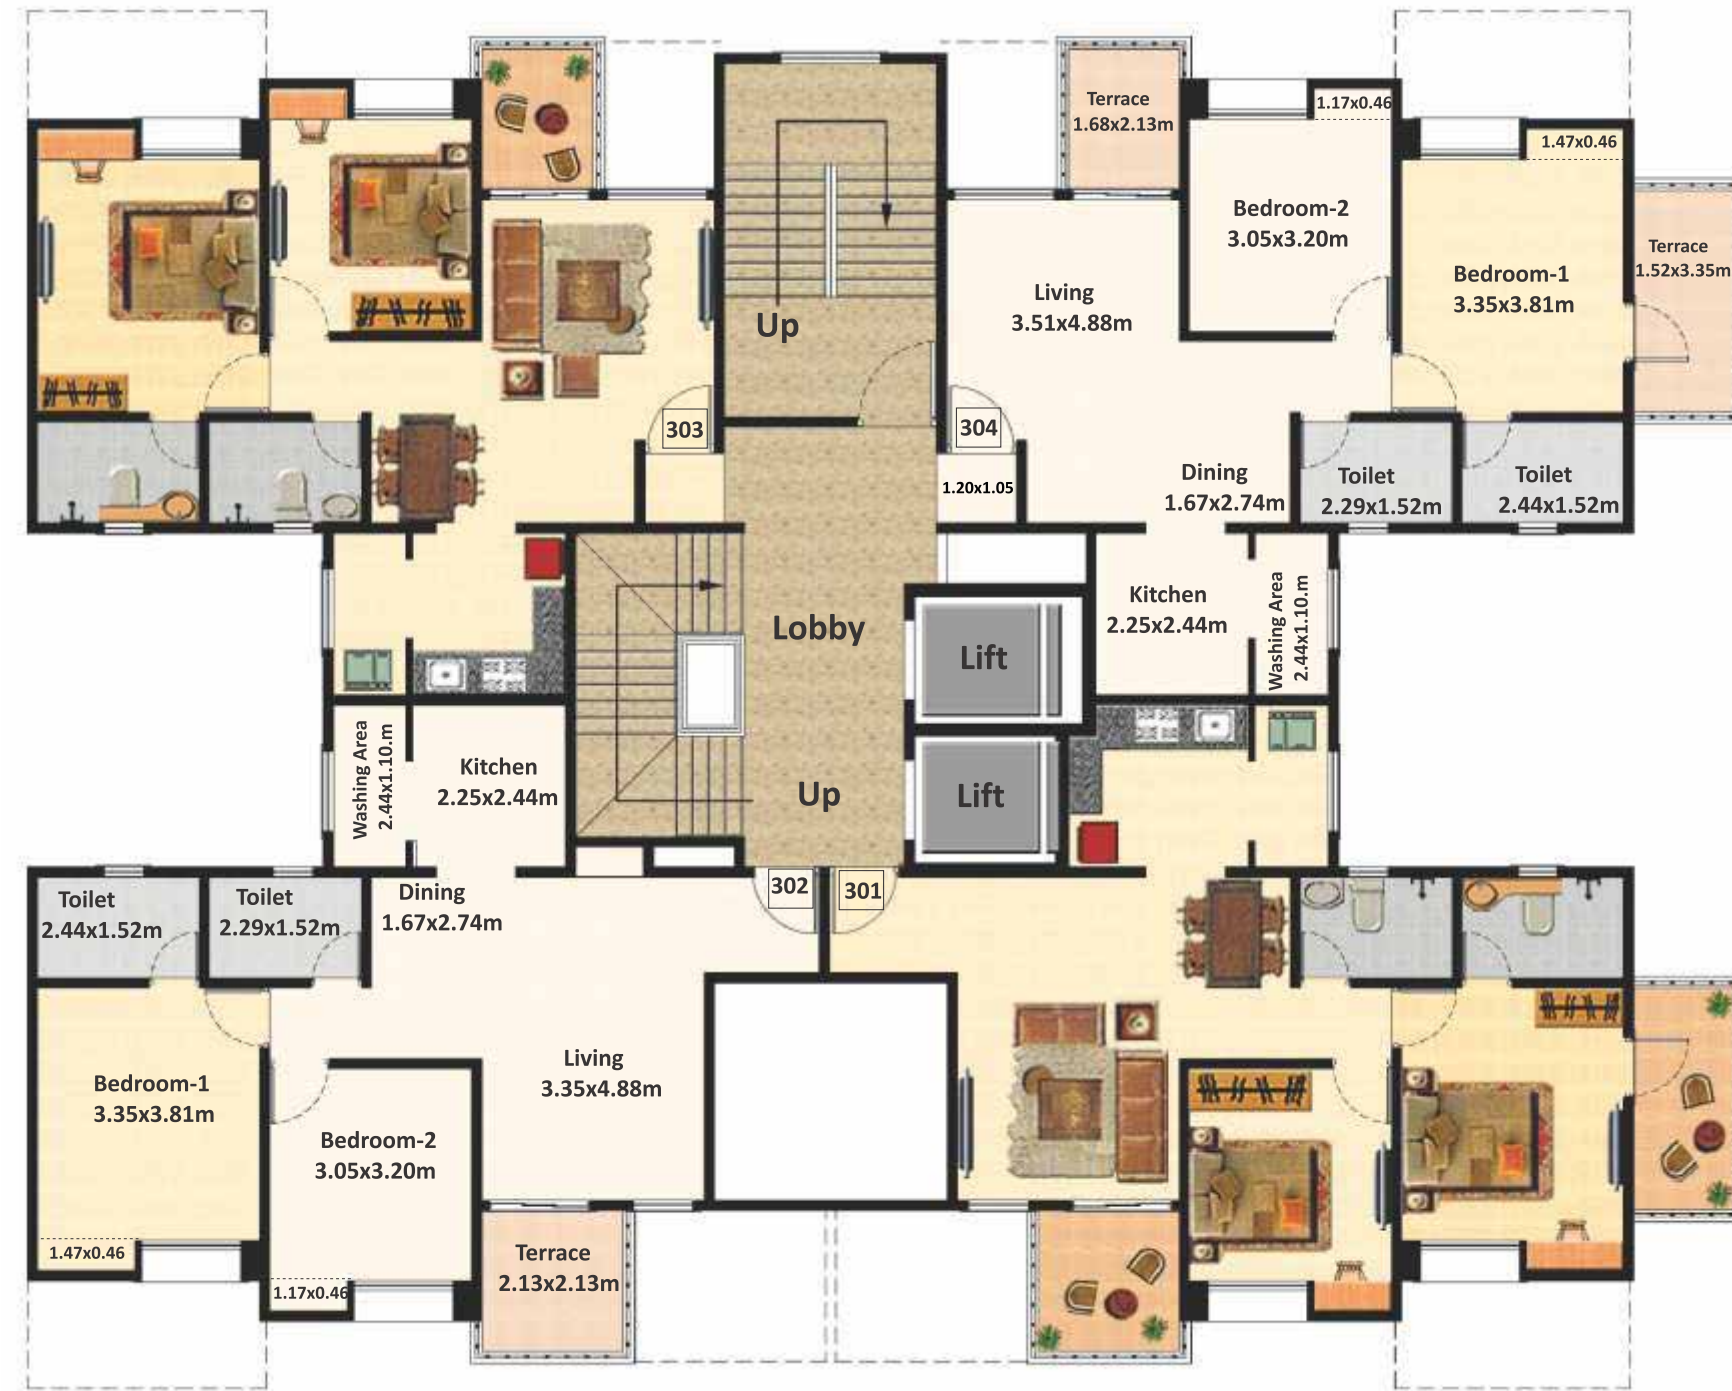 Terrace
1.68x2.13m
1.17x0.46
1.47x0.46
Bedroom-2
3.05x3.20m
Terrace
1.52x3.35m
Bedroom-1
3.35x3.81m
Living
3.51x4.88m
Up
303
304
1.20x1.05
Dining
1.67x2.74m
Toilet
2.29x1.52m
Toilet
2.44x1.52m
Kitchen
2.25x2.44m
Washing Area
2.44x1.10.m
Lobby
Lift
Washing Area
2.44x1.10.m
Kitchen
2.25x2.44m
Up
Lift
Toilet
2.44x1.52m
Toilet
2.29x1.52m
Dining
1.67x2.74m
302
301
Living
3.35x4.88m
Bedroom-1
3.35x3.81m
Bedroom-2
3.05x3.20m
1.47x0.46
1.17x0.46
Terrace
2.13x2.13m